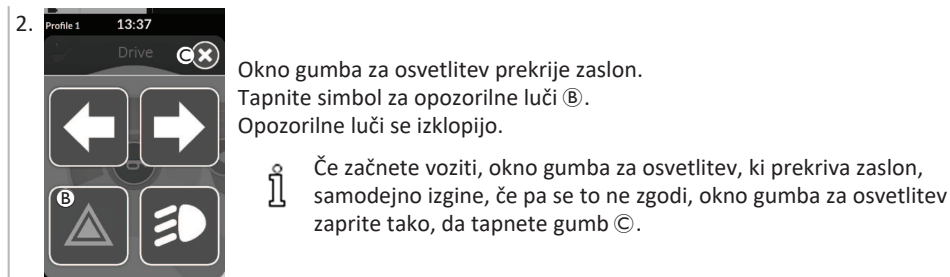 2.
Profile 1 13:37
Drive Ⓒ
Okno gumba za osvetlitev prekrije zaslon.
Tapnite simbol za opozorilne luči Ⓑ.
Opozorilne luči se izklopijo.
Če začnete voziti, okno gumba za osvetlitev, ki prekriva zaslon,
samodejno izgine, če pa se to ne zgodi, okno gumba za osvetlitev
zaprite tako, da tapnete gumb Ⓒ.
Ⓑ